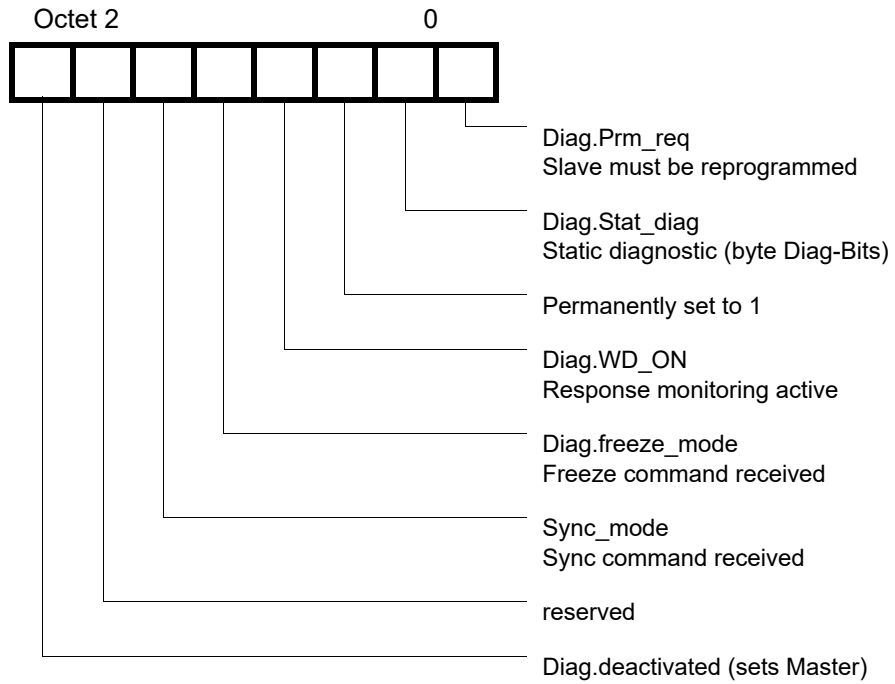 Octet 2 0
Diag.Prm_req
Slave must be reprogrammed
Diag.Stat_diag
Static diagnostic (byte Diag-Bits)
Permanently set to 1
Diag.WD_ON
Response monitoring active
Diag.freeze_mode
Freeze command received
Sync_mode
Sync command received
reserved
Diag.deactivated (sets Master)